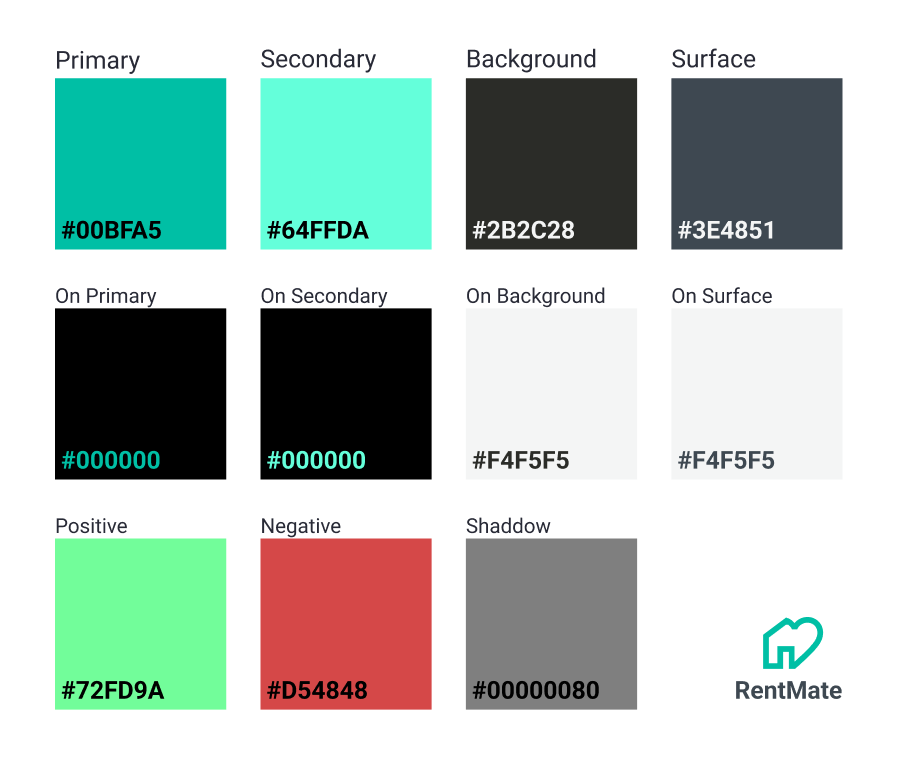 Primary
Secondary
Background
Surface
#00BFA5
#64FFDA
#2B2C28
#3E4851
On Primary
On Secondary
On Background
On Surface
#000000
#000000
#F4F5F5
#F4F5F5
Positive
Negative
Shaddow
#72FD9A
#D54848
#00000080
RentMate